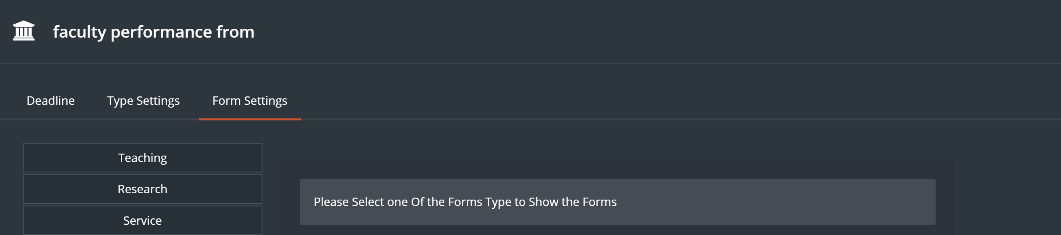 faculty performance from
Deadline
Type Settings
Form Settings
Teaching
Research
Service
Please Select one Of the Forms Type to Show the Forms